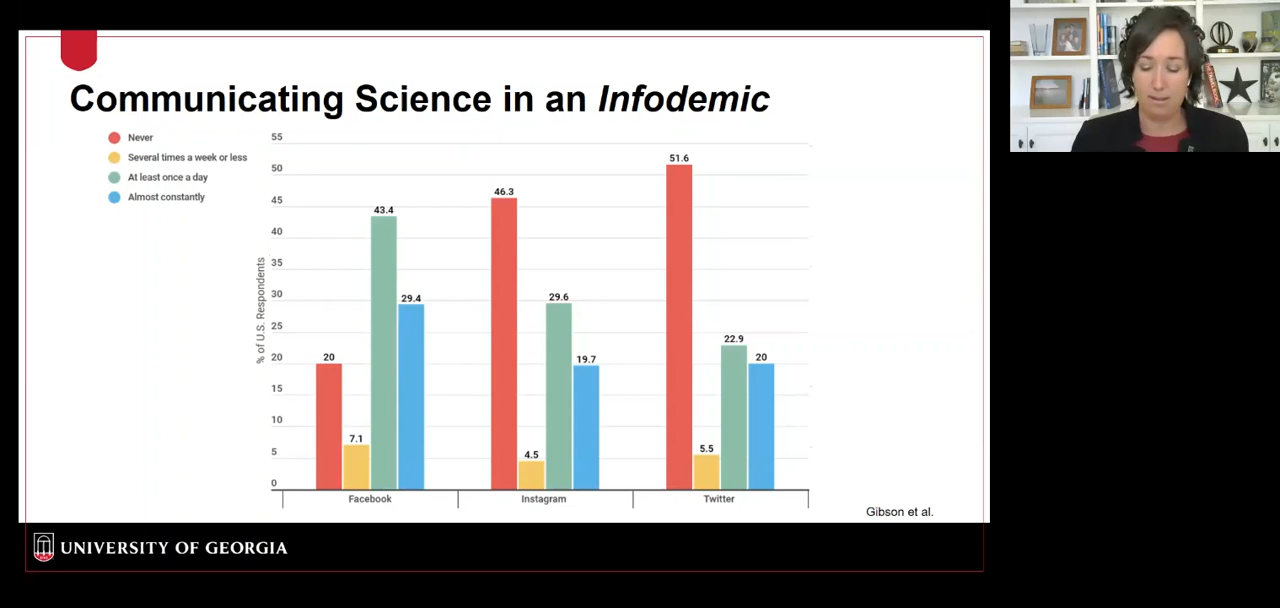 Communicating Science in an Infodemic
Never
Several times a week or less
At least once a day
Almost constantly
% of U.S. Respondents
55
50
45
40
35
30
25
20
15
10
5
0
20
7.1
43.4
29.4
46.3
4.5
29.6
19.7
51.6
5.5
22.9
20
Facebook
Instagram
Twitter
Gibson et al.
UNIVERSITY OF GEORGIA